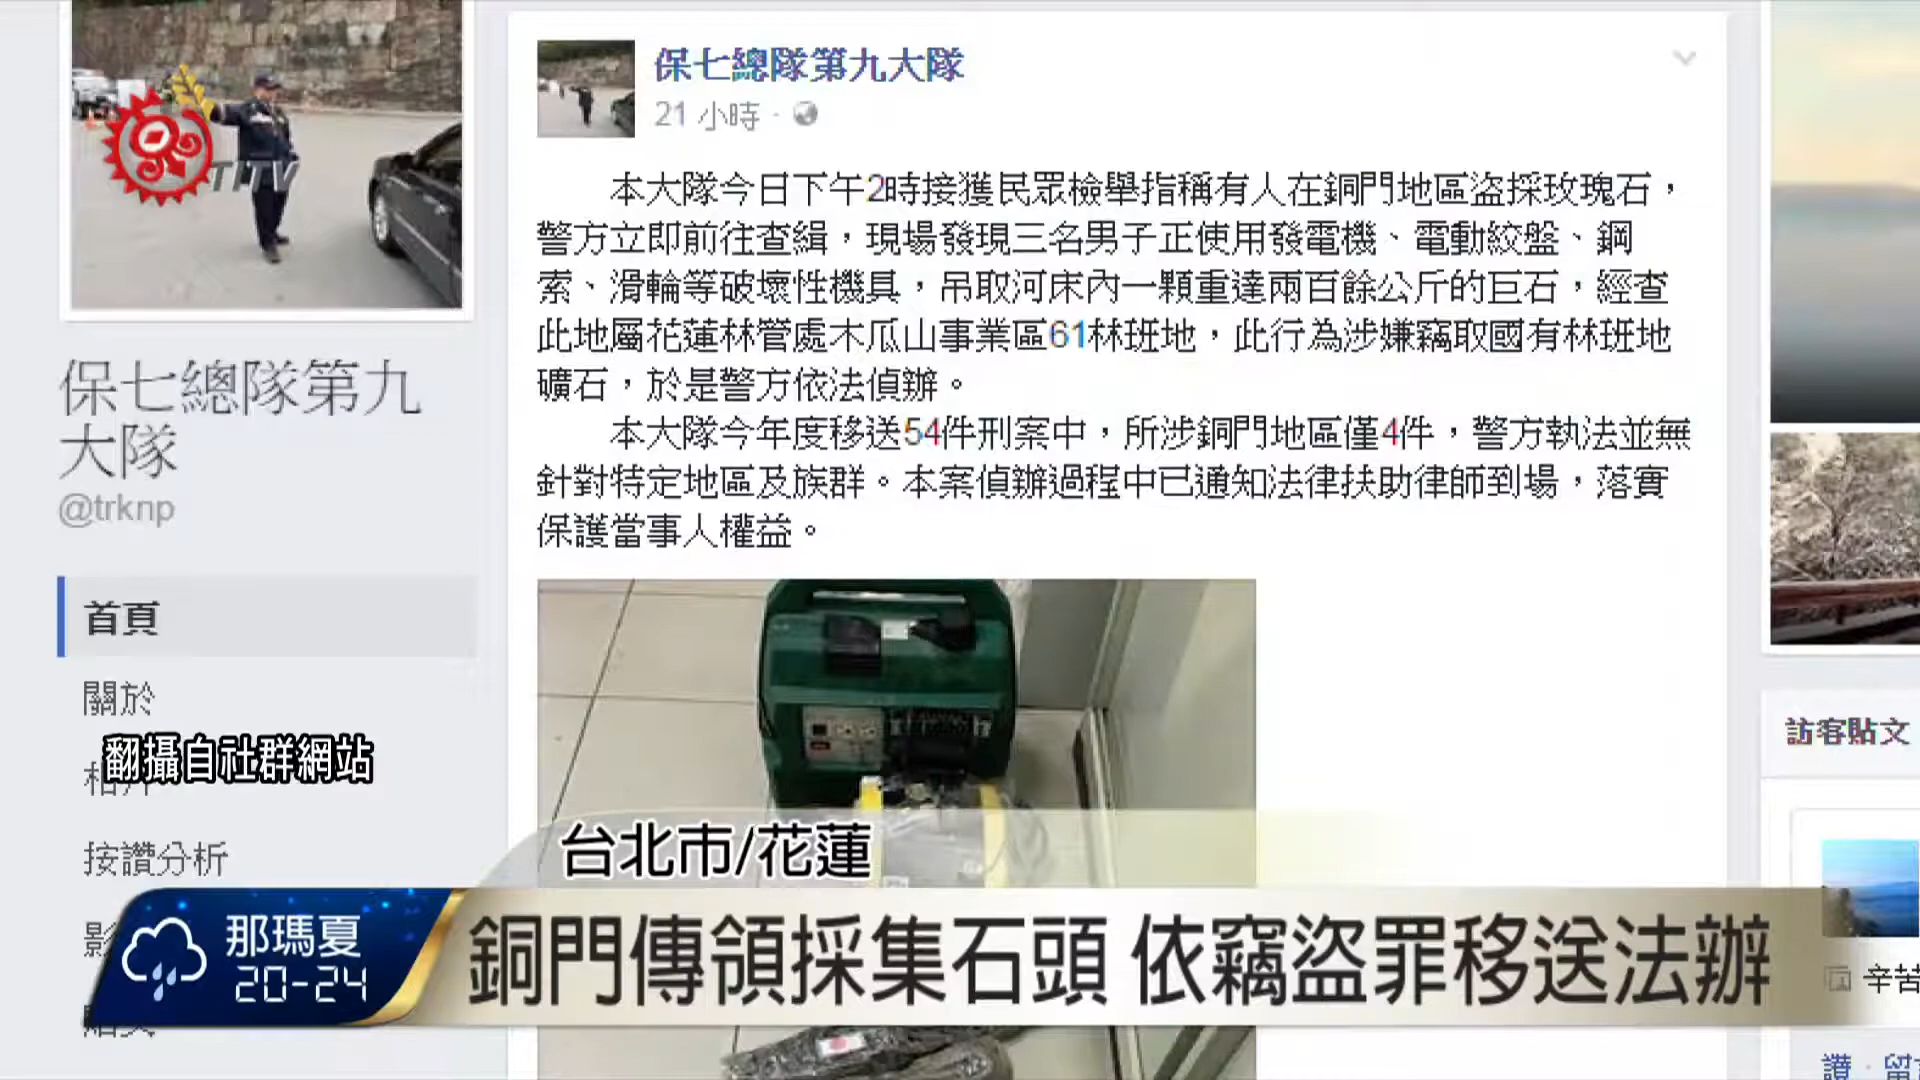 TITV
保七總隊第九
大隊
@trknp
首頁
關於
翻攝自社群網站
按讚分析
保七總隊第九大隊
21 小時
本大隊今日下午2時接獲民眾檢舉指稱有人在銅門地區盜採玫瑰石，
警方立即前往查緝，現場發現三名男子正使用發電機、電動絞盤、鋼
索、滑輪等破壞性機具，吊取河床內一顆重達兩百餘公斤的巨石，經查
此地屬花蓮林管處木瓜山事業區61林班地，此行為涉嫌竊取國有林班地
礦石，於是警方依法偵辦。
本大隊今年度移送54件刑案中，所涉銅門地區僅4件，警方執法並無
針對特定地區及族群。本案偵辦過程中已通知法律扶助律師到場，落實
保護當事人權益。
訪客貼文
辛苦
讚
台北市/花蓮
那瑪夏
20-24
銅門傳領採集石頭 依竊盜罪移送法辦